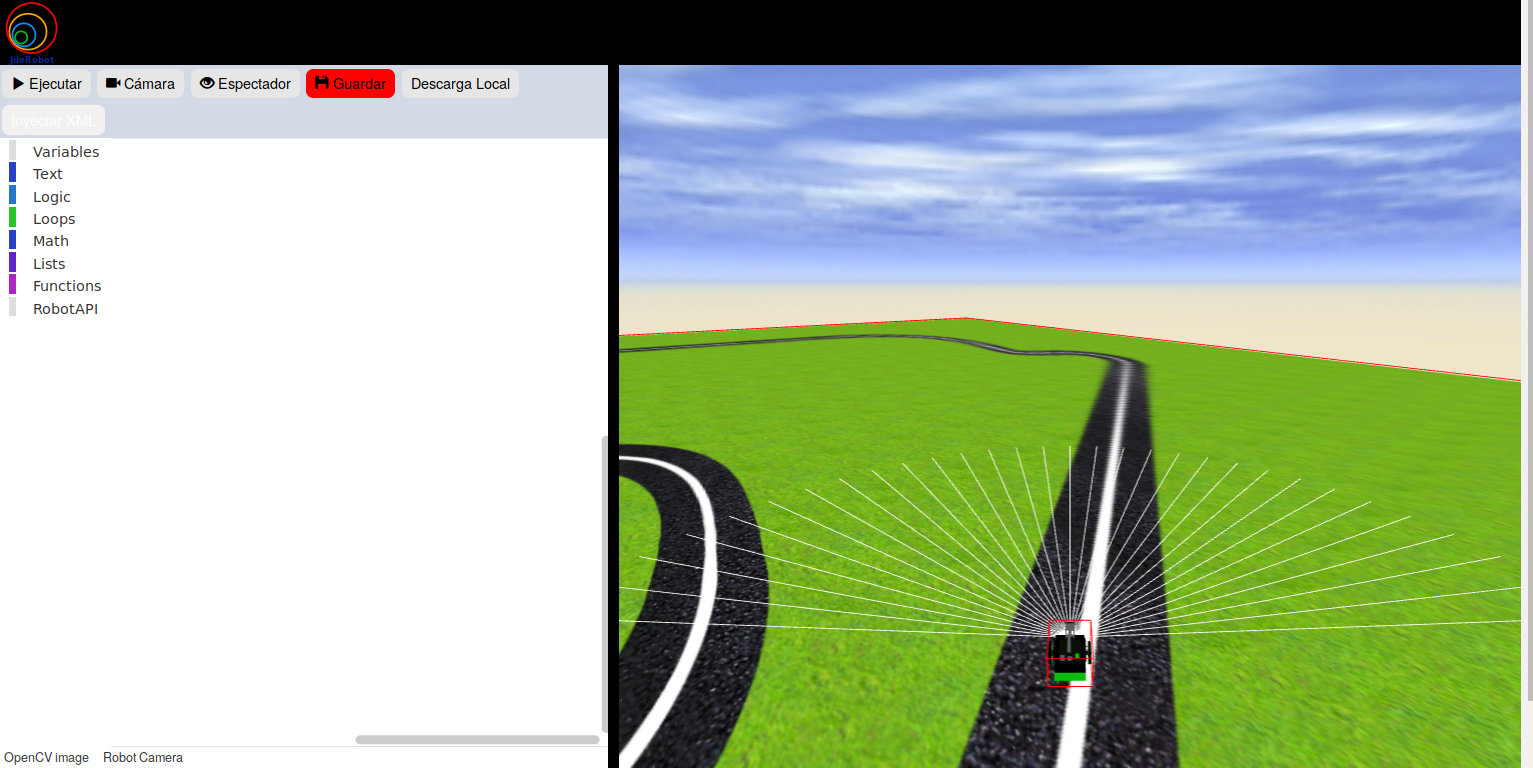 JdeRobot
Ejecutar Cámara Espectador Guardar Descarga Local
Inyectar XML
Variables
Text
Logic
Loops
Math
Lists
Functions
RobotAPI
OpenCV image Robot Camera